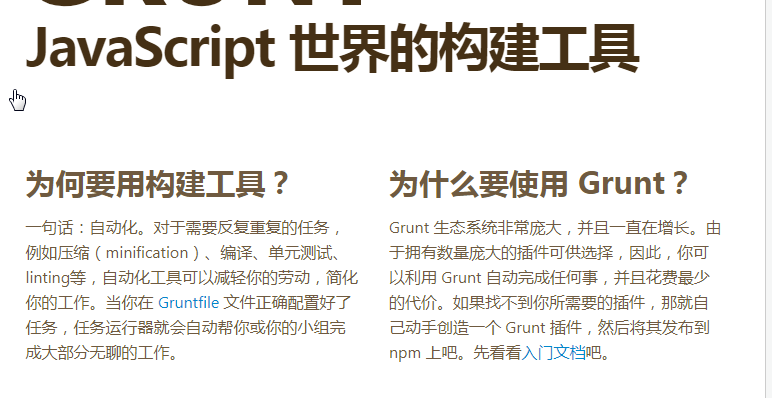 JavaScript 世界的构建工具
为何要用构建工具？
一句话：自动化。对于需要反复重复的任务，
例如压缩（minification）、编译、单元测试、
linting等，自动化工具可以减轻你的劳动，简化
你的工作。当你在 Gruntfile 文件正确配置好了
任务，任务运行器就会自动帮你或你的小组完
成大部分无聊的工作。
为什么要使用 Grunt？
Grunt 生态系统非常庞大，并且一直在增长。由
于拥有数量庞大的插件可供选择，因此，你可
以利用 Grunt 自动完成任何事，并且花费最少
的代价。如果找不到你所需要的插件，那就自
己动手创造一个 Grunt 插件，然后将其发布到
npm 上吧。先看看入门文档吧。